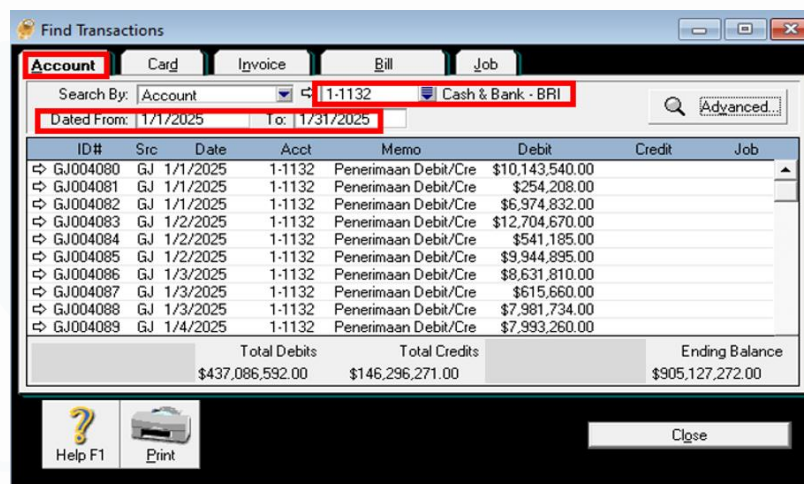 Find Transactions
Account Card Invoice Bill Job
Search By: Account 1-1132 Cash & Bank - BRI
Advanced...
Dated From: 1/1/2025 To: 1/31/2025
ID# Src Date Acct Memo Debit Credit Job
GJ004080 GJ 1/1/2025 1-1132 Penerimaan Debit/Cre $10,143,540.00
GJ004081 GJ 1/1/2025 1-1132 Penerimaan Debit/Cre $254,208.00
GJ004082 GJ 1/1/2025 1-1132 Penerimaan Debit/Cre $6,974,832.00
GJ004083 GJ 1/2/2025 1-1132 Penerimaan Debit/Cre $12,704,670.00
GJ004084 GJ 1/2/2025 1-1132 Penerimaan Debit/Cre $541,185.00
GJ004085 GJ 1/2/2025 1-1132 Penerimaan Debit/Cre $9,944,895.00
GJ004086 GJ 1/3/2025 1-1132 Penerimaan Debit/Cre $8,631,810.00
GJ004087 GJ 1/3/2025 1-1132 Penerimaan Debit/Cre $615,660.00
GJ004088 GJ 1/3/2025 1-1132 Penerimaan Debit/Cre $7,981,734.00
GJ004089 GJ 1/4/2025 1-1132 Penerimaan Debit/Cre $7,993,260.00
Total Debits Total Credits Ending Balance
$437,086,592.00 $146,296,271.00 $905,127,272.00
Help F1 Print Close